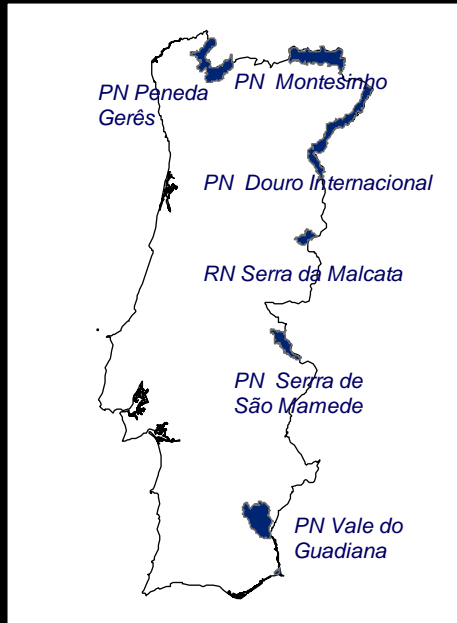 PN Peneda
Gerês
PN Montesinho
PN Douro Internacional
RN Serra da Malcata
PN Serrra de
São Mamede
PN Vale do
Guadiana